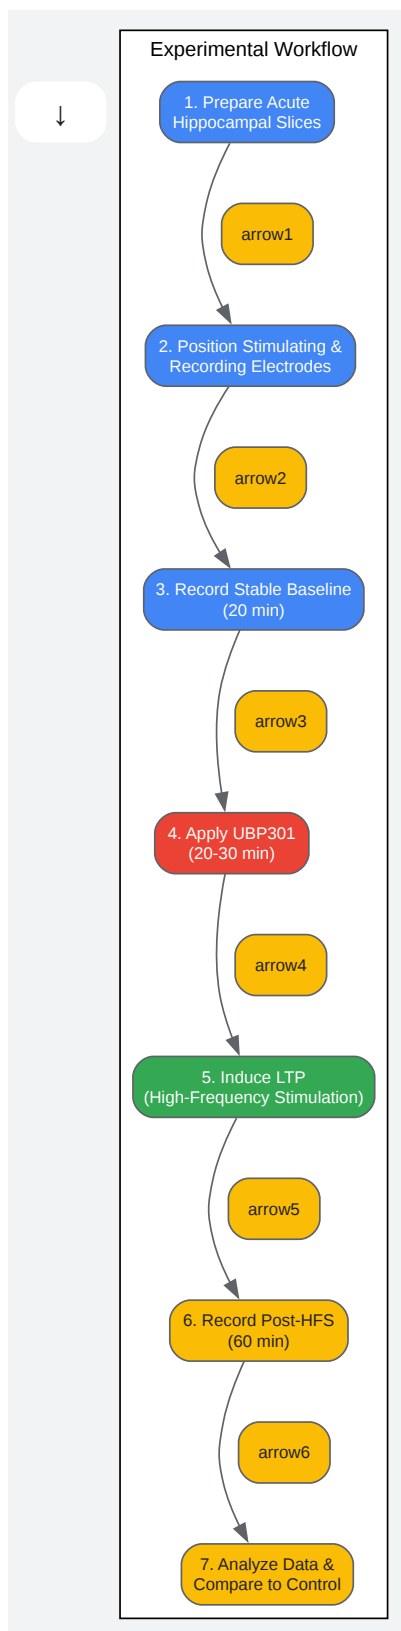 Experimental Workflow
↓
1. Prepare Acute
Hippocampal Slices
arrow1
2. Position Stimulating &
Recording Electrodes
arrow2
3. Record Stable Baseline
(20 min)
arrow3
4. Apply UBP301
(20-30 min)
arrow4
5. Induce LTP
(High-Frequency Stimulation)
arrow5
6. Record Post-HFS
(60 min)
arrow6
7. Analyze Data &
Compare to Control